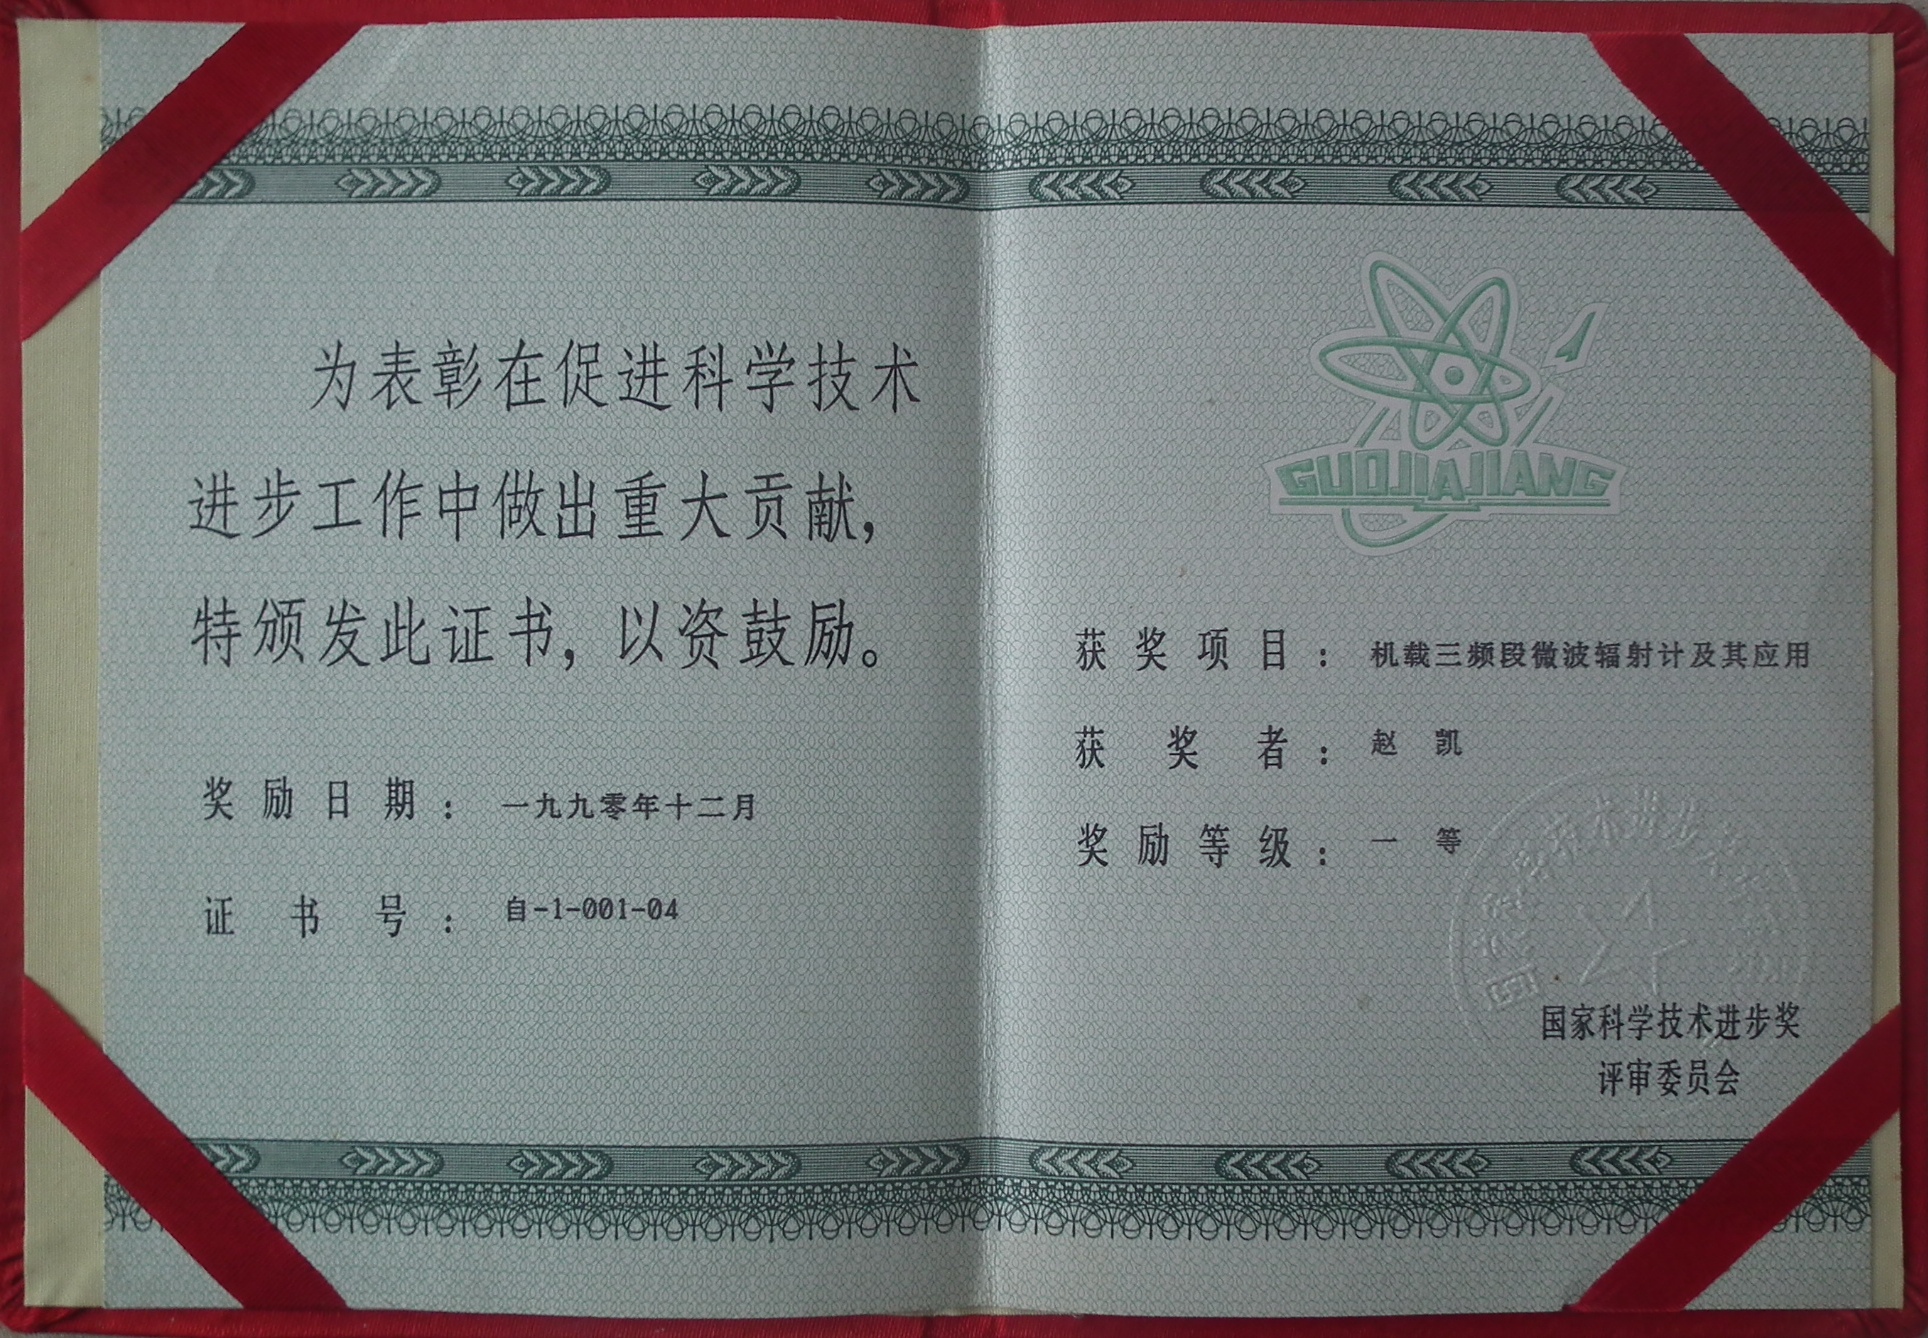 为表彰在促进科学技术
进步工作中做出重大贡献，
特颁发此证书，以资鼓励。
奖励日期：一九九零年十二月
证书号：自-1-001-04
GUOJIAJIANG
获奖项目：机载三频段微波辐射计及其应用
获奖者：赵凯
奖励等级：一等
国家科学技术进步奖
评审委员会